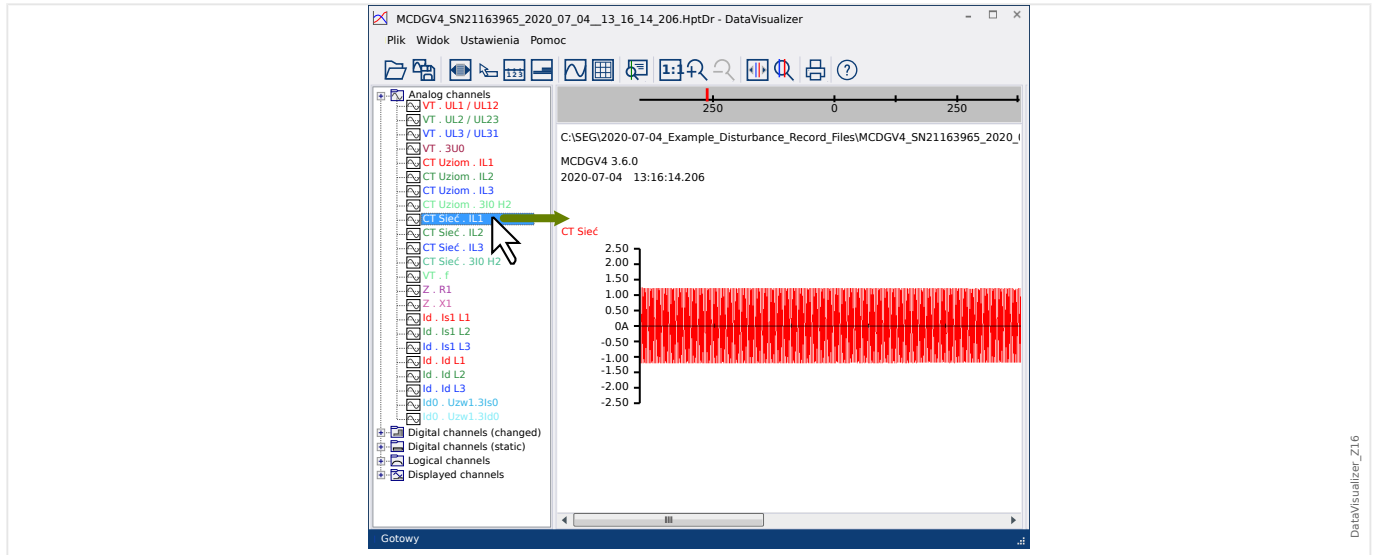 MCDGV4_SN21163965_2020_07_04__13_16_14_206.HptDr - DataVisualizer
Plik Widok Ustawienia Pomoc
123
1:1
Analog channels
VT . UL1 / UL12
VT . UL2 / UL23
VT . UL3 / UL31
VT . 3U0
CT Uziom . IL1
CT Uziom . IL2
CT Uziom . IL3
CT Uziom . 3I0 H2
CT Sieć . IL1
CT Sieć . IL2
CT Sieć . IL3
CT Sieć . 3I0 H2
VT . f
Z . R1
Z . X1
Id . Is1 L1
Id . Is1 L2
Id . Is1 L3
Id . Id L1
Id . Id L2
Id . Id L3
Id0 . Uzw1.3Is0
Id0 . Uzw1.3Id0
Digital channels (changed)
Digital channels (static)
Logical channels
Displayed channels
250 0 250
C:\SEG\2020-07-04_Example_Disturbance_Record_Files\MCDGV4_SN21163965_2020_
MCDGV4 3.6.0
2020-07-04 13:16:14.206
CT Sieć
2.50
2.00
1.50
1.00
0.50
0A
-0.50
-1.00
-1.50
-2.00
-2.50
Gotowy
DataVisualizer_Z16